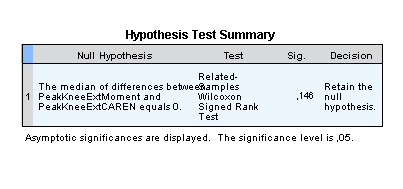 Hypothesis Test Summary
Null Hypothesis Test Sig. Decision
1 The median of differences between PeakKneeExtMoment and PeakKneeExtCAREN equals 0. Related-Samples Wilcoxon Signed Rank Test ,146 Retain the null hypothesis.
Asymptotic significances are displayed. The significance level is ,05.